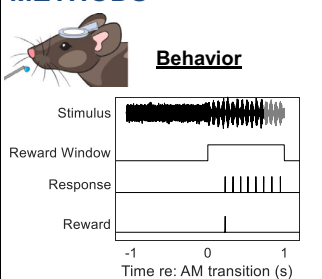 Behavior
Stimulus
Reward Window
Response
Reward
-1 0 1
Time re: AM transition (s)